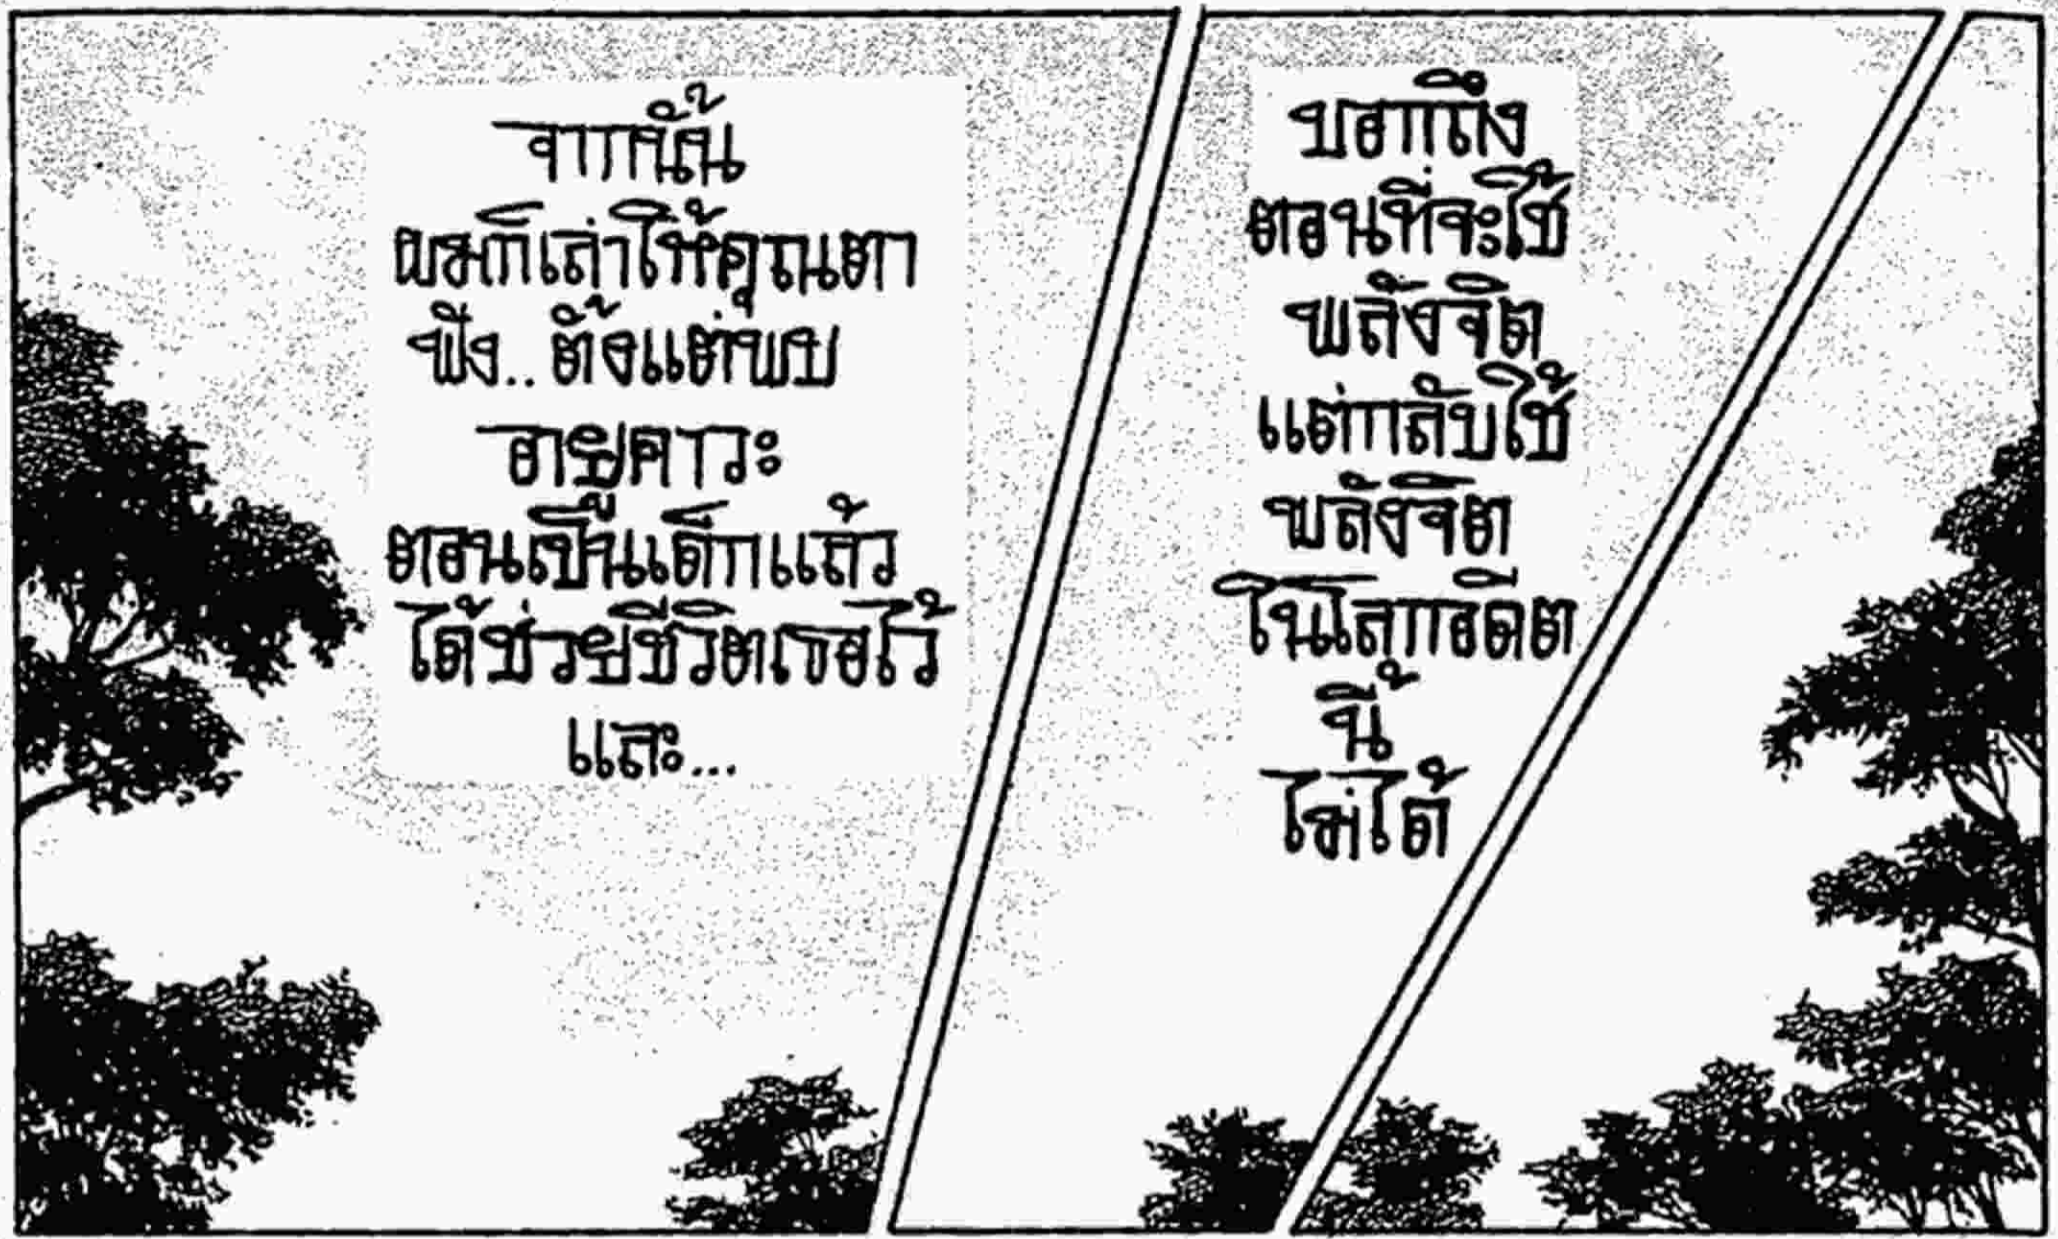 จากนั้น
ผมก็เล่าให้คุณตา
ฟัง..ตั้งแต่พบ
อายูคาวะ
ตอนเป็นเด็กแล้ว
ได้ช่วยชีวิตเธอไว้
และ...
บอกถึง
ตอนที่จะใช้
พลังจิต
แต่กลับใช้
พลังจิต
ในโลกอดีต
นี้
ไม่ได้